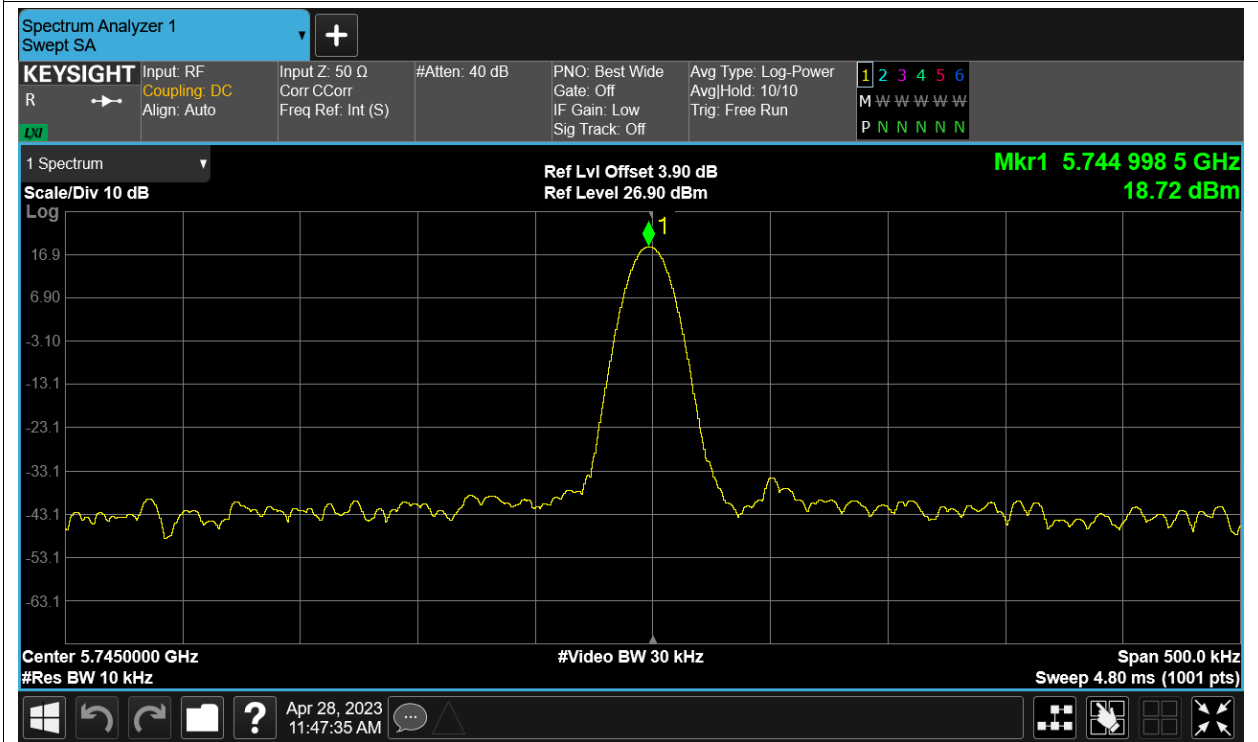 Spectrum Analyzer 1
Swept SA
KEYSIGHT
R
LXI
Input: RF
Coupling: DC
Align: Auto
Input Z: 50 Ω
Corr CCorr
Freq Ref: Int (S)
#Atten: 40 dB
PNO: Best Wide
Gate: Off
IF Gain: Low
Sig Track: Off
Avg Type: Log-Power
Avg|Hold: 10/10
Trig: Free Run
1 2 3 4 5 6
M W W W W W
P N N N N N
1 Spectrum
Scale/Div 10 dB
Log
Ref Lvl Offset 3.90 dB
Ref Level 26.90 dBm
Mkr1 5.744 998 5 GHz
18.72 dBm
1
16.9
6.90
-3.10
-13.1
-23.1
-33.1
-43.1
-53.1
-63.1
Center 5.7450000 GHz
#Res BW 10 kHz
#Video BW 30 kHz
Span 500.0 kHz
Sweep 4.80 ms (1001 pts)
?
Apr 28, 2023
11:47:35 AM